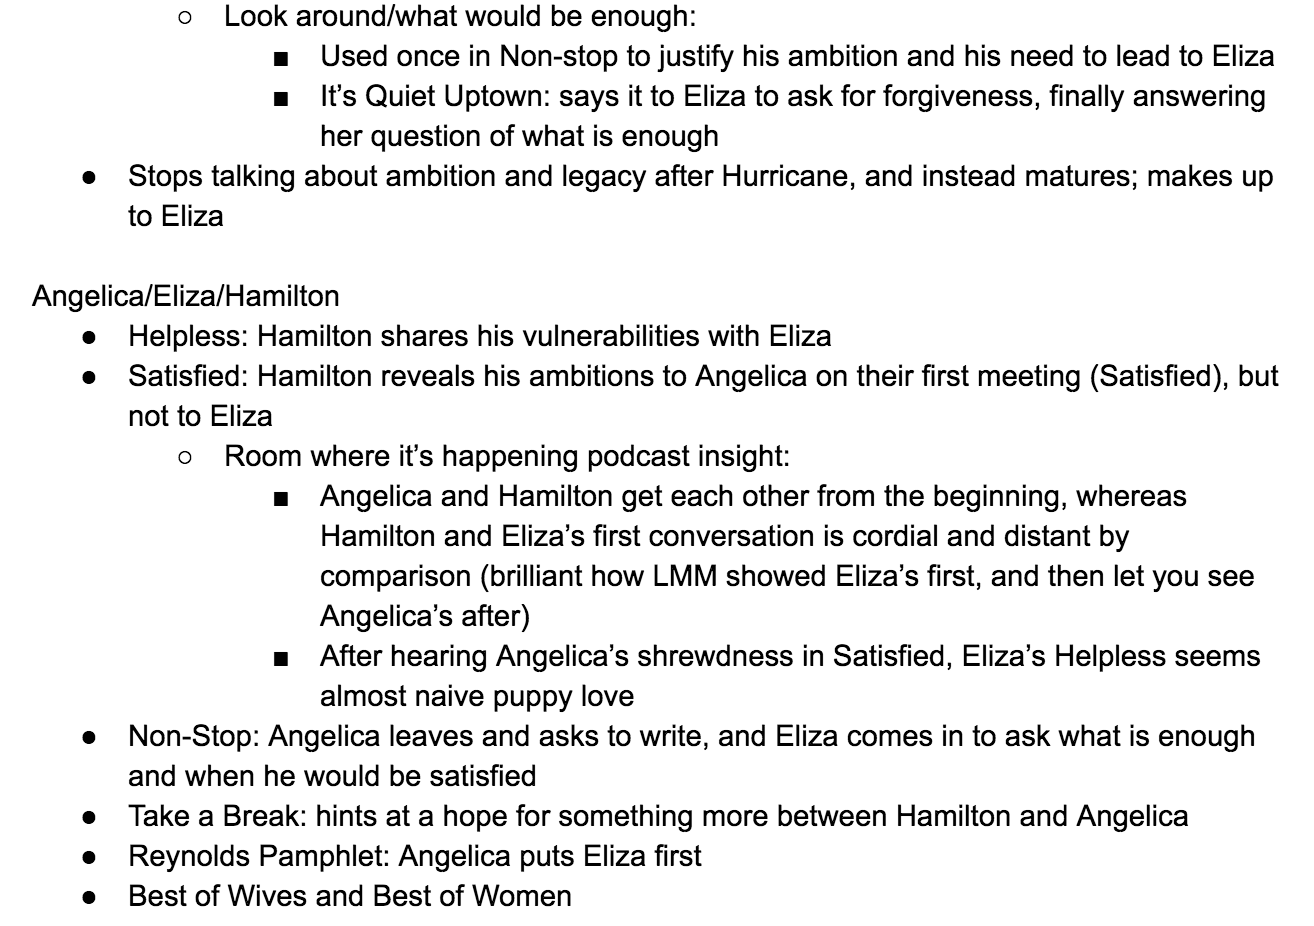 ○ Look around/what would be enough:
■ Used once in Non-stop to justify his ambition and his need to lead to Eliza
■ It’s Quiet Uptown: says it to Eliza to ask for forgiveness, finally answering
her question of what is enough
● Stops talking about ambition and legacy after Hurricane, and instead matures; makes up
to Eliza
Angelica/Eliza/Hamilton
● Helpless: Hamilton shares his vulnerabilities with Eliza
● Satisfied: Hamilton reveals his ambitions to Angelica on their first meeting (Satisfied), but
not to Eliza
○ Room where it’s happening podcast insight:
■ Angelica and Hamilton get each other from the beginning, whereas
Hamilton and Eliza’s first conversation is cordial and distant by
comparison (brilliant how LMM showed Eliza’s first, and then let you see
Angelica’s after)
■ After hearing Angelica’s shrewdness in Satisfied, Eliza’s Helpless seems
almost naive puppy love
● Non-Stop: Angelica leaves and asks to write, and Eliza comes in to ask what is enough
and when he would be satisfied
● Take a Break: hints at a hope for something more between Hamilton and Angelica
● Reynolds Pamphlet: Angelica puts Eliza first
● Best of Wives and Best of Women